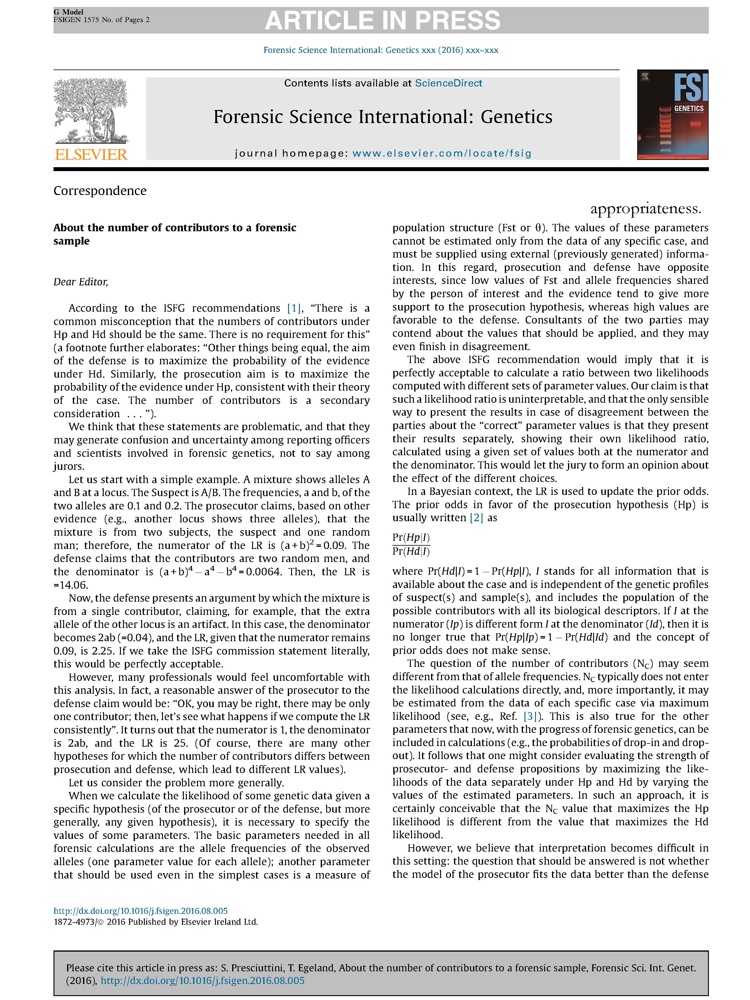 G Model
FSIGEN 1575 No. of Pages 2
ARTICLE IN PRESS
Forensic Science International: Genetics xxx (2016) xxx–xxx
Contents lists available at ScienceDirect
Forensic Science International: Genetics
journal homepage: www.elsevier.com/locate/fsig
NON SOLUS
ELSEVIER
FSI
GENETICS
Correspondence
About the number of contributors to a forensic
sample
Dear Editor,
According to the ISFG recommendations [1], “There is a
common misconception that the numbers of contributors under
Hp and Hd should be the same. There is no requirement for this”
(a footnote further elaborates: “Other things being equal, the aim
of the defense is to maximize the probability of the evidence
under Hd. Similarly, the prosecution aim is to maximize the
probability of the evidence under Hp, consistent with their theory
of the case. The number of contributors is a secondary
consideration . . . ”).
We think that these statements are problematic, and that they
may generate confusion and uncertainty among reporting officers
and scientists involved in forensic genetics, not to say among
jurors.
Let us start with a simple example. A mixture shows alleles A
and B at a locus. The Suspect is A/B. The frequencies, a and b, of the
two alleles are 0.1 and 0.2. The prosecutor claims, based on other
evidence (e.g., another locus shows three alleles), that the
mixture is from two subjects, the suspect and one random
man; therefore, the numerator of the LR is (a + b)² = 0.09. The
defense claims that the contributors are two random men, and
the denominator is (a + b)⁴ – a⁴ – b⁴ = 0.0064. Then, the LR is
=14.06.
Now, the defense presents an argument by which the mixture is
from a single contributor, claiming, for example, that the extra
allele of the other locus is an artifact. In this case, the denominator
becomes 2ab (=0.04), and the LR, given that the numerator remains
0.09, is 2.25. If we take the ISFG commission statement literally,
this would be perfectly acceptable.
However, many professionals would feel uncomfortable with
this analysis. In fact, a reasonable answer of the prosecutor to the
defense claim would be: “OK, you may be right, there may be only
one contributor; then, let’s see what happens if we compute the LR
consistently”. It turns out that the numerator is 1, the denominator
is 2ab, and the LR is 25. (Of course, there are many other
hypotheses for which the number of contributors differs between
prosecution and defense, which lead to different LR values).
Let us consider the problem more generally.
When we calculate the likelihood of some genetic data given a
specific hypothesis (of the prosecutor or of the defense, but more
generally, any given hypothesis), it is necessary to specify the
values of some parameters. The basic parameters needed in all
forensic calculations are the allele frequencies of the observed
alleles (one parameter value for each allele); another parameter
that should be used even in the simplest cases is a measure of
appropriateness.
population structure (Fst or θ). The values of these parameters
cannot be estimated only from the data of any specific case, and
must be supplied using external (previously generated) informa-
tion. In this regard, prosecution and defense have opposite
interests, since low values of Fst and allele frequencies shared
by the person of interest and the evidence tend to give more
support to the prosecution hypothesis, whereas high values are
favorable to the defense. Consultants of the two parties may
contend about the values that should be applied, and they may
even finish in disagreement.
The above ISFG recommendation would imply that it is
perfectly acceptable to calculate a ratio between two likelihoods
computed with different sets of parameter values. Our claim is that
such a likelihood ratio is uninterpretable, and that the only sensible
way to present the results in case of disagreement between the
parties about the “correct” parameter values is that they present
their results separately, showing their own likelihood ratio,
calculated using a given set of values both at the numerator and
the denominator. This would let the jury to form an opinion about
the effect of the different choices.
In a Bayesian context, the LR is used to update the prior odds.
The prior odds in favor of the prosecution hypothesis (Hp) is
usually written [2] as
Pr(Hp|I)
Pr(Hd|I)
where Pr(Hd|I) = 1 – Pr(Hp|I), I stands for all information that is
available about the case and is independent of the genetic profiles
of suspect(s) and sample(s), and includes the population of the
possible contributors with all its biological descriptors. If I at the
numerator (Ip) is different form I at the denominator (Id), then it is
no longer true that Pr(Hp|Ip) = 1 – Pr(Hd|Id) and the concept of
prior odds does not make sense.
The question of the number of contributors (NC) may seem
different from that of allele frequencies. NC typically does not enter
the likelihood calculations directly, and, more importantly, it may
be estimated from the data of each specific case via maximum
likelihood (see, e.g., Ref. [3]). This is also true for the other
parameters that now, with the progress of forensic genetics, can be
included in calculations (e.g., the probabilities of drop-in and drop-
out). It follows that one might consider evaluating the strength of
prosecutor- and defense propositions by maximizing the like-
lihoods of the data separately under Hp and Hd by varying the
values of the estimated parameters. In such an approach, it is
certainly conceivable that the NC value that maximizes the Hp
likelihood is different from the value that maximizes the Hd
likelihood.
However, we believe that interpretation becomes difficult in
this setting: the question that should be answered is not whether
the model of the prosecutor fits the data better than the defense
http://dx.doi.org/10.1016/j.fsigen.2016.08.005
1872-4973/© 2016 Published by Elsevier Ireland Ltd.
Please cite this article in press as: S. Presciuttini, T. Egeland, About the number of contributors to a forensic sample, Forensic Sci. Int. Genet.
(2016), http://dx.doi.org/10.1016/j.fsigen.2016.08.005